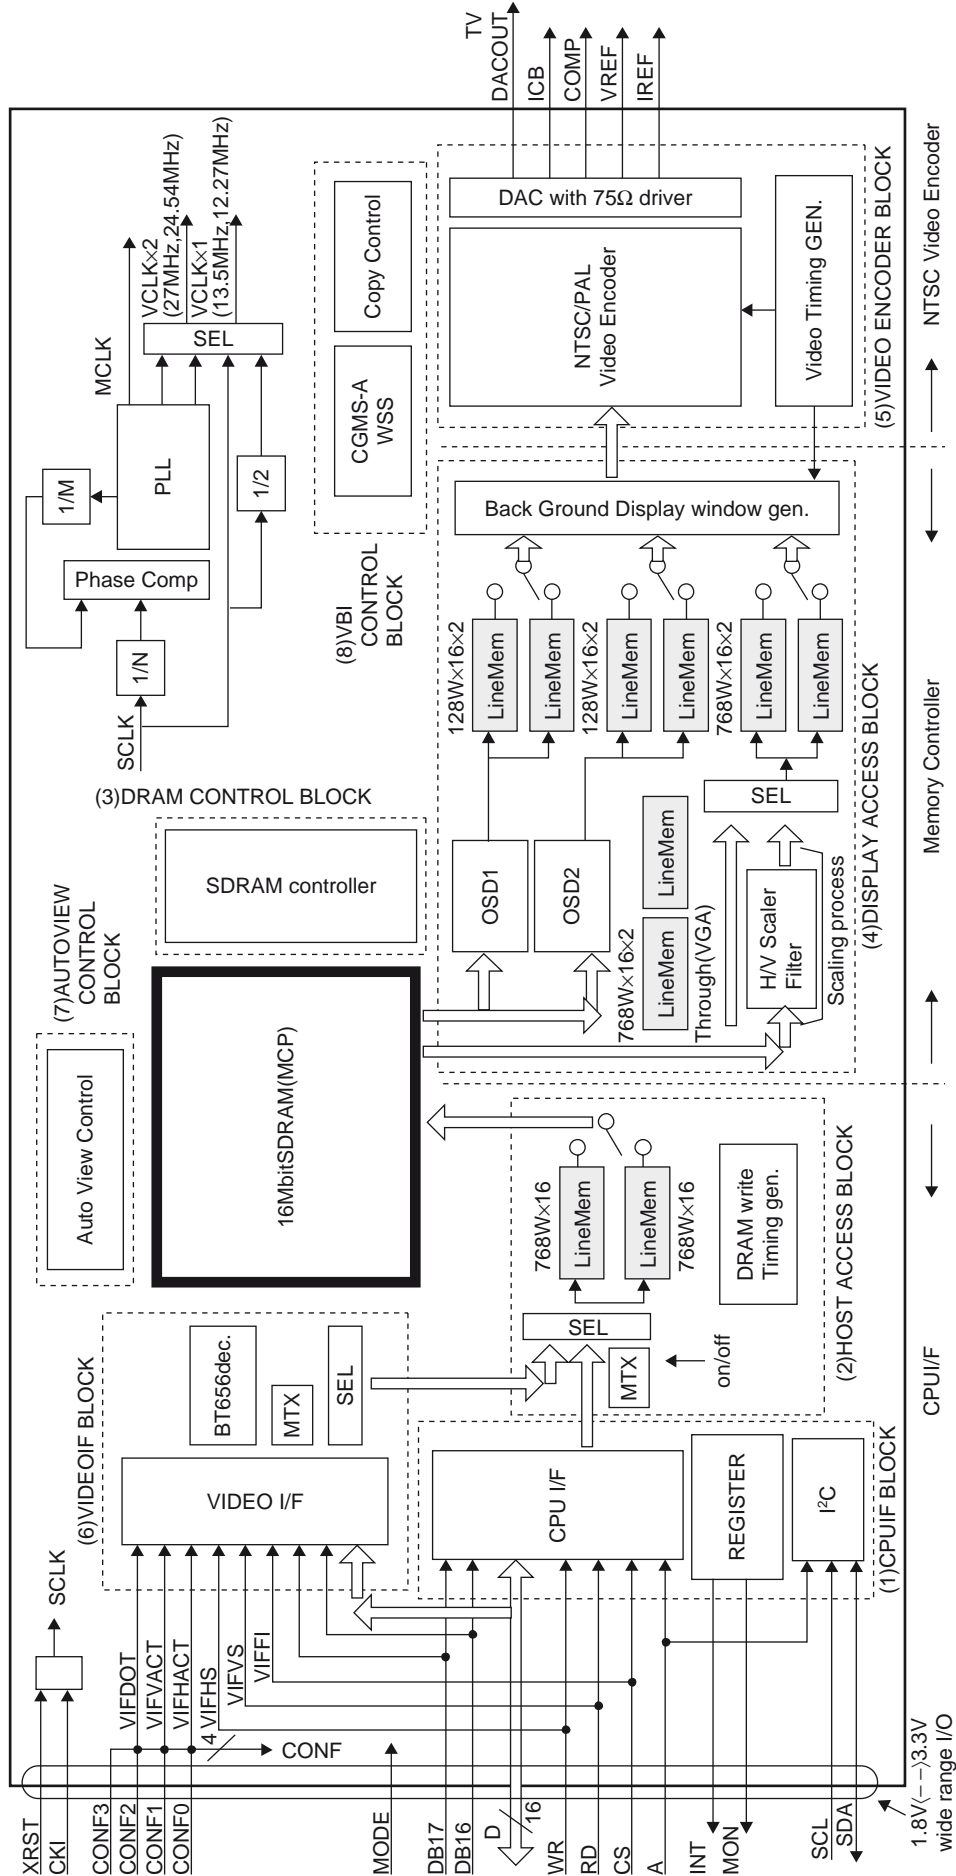 XRST
CKI
CONF3
CONF2
CONF1
CONF0
MODE
DB17
DB16
D
16
WR
RD
CS
A
INT
MON
SCL
SDA
1.8V⟨−−⟩3.3V
wide range I/O
SCLK
VIFDOT
VIFVACT
VIFHACT
4
VIFHS
VIFVS
VIFFI
CONF
(6)VIDEOIF BLOCK
VIDEO I/F
BT656dec.
MTX
SEL
CPU I/F
REGISTER
I²C
(1)CPUIF BLOCK
(7)AUTOVIEW
CONTROL
BLOCK
Auto View Control
16MbitSDRAM(MCP)
SEL
MTX
on/off
768W×16
LineMem
LineMem
768W×16
DRAM write
Timing gen.
(2)HOST ACCESS BLOCK
CPUI/F
(3)DRAM CONTROL BLOCK
SDRAM controller
OSD1
OSD2
768W×16×2
LineMem
LineMem
Through(VGA)
H/V Scaler
Filter
Scaling process
SEL
128W×16×2
LineMem
LineMem
128W×16×2
LineMem
LineMem
768W×16×2
LineMem
LineMem
Back Ground Display window gen.
(4)DISPLAY ACCESS BLOCK
Memory Controller
SCLK
1/N
Phase Comp
1/M
PLL
1/2
MCLK
SEL
VCLK×2
(27MHz,24.54MHz)
VCLK×1
(13.5MHz,12.27MHz)
(8)VBI
CONTROL
BLOCK
CGMS-A
WSS
Copy Control
NTSC/PAL
Video Encoder
DAC with 75Ω driver
Video Timing GEN.
(5)VIDEO ENCODER BLOCK
NTSC Video Encoder
TV
DACOUT
ICB
COMP
VREF
IREF